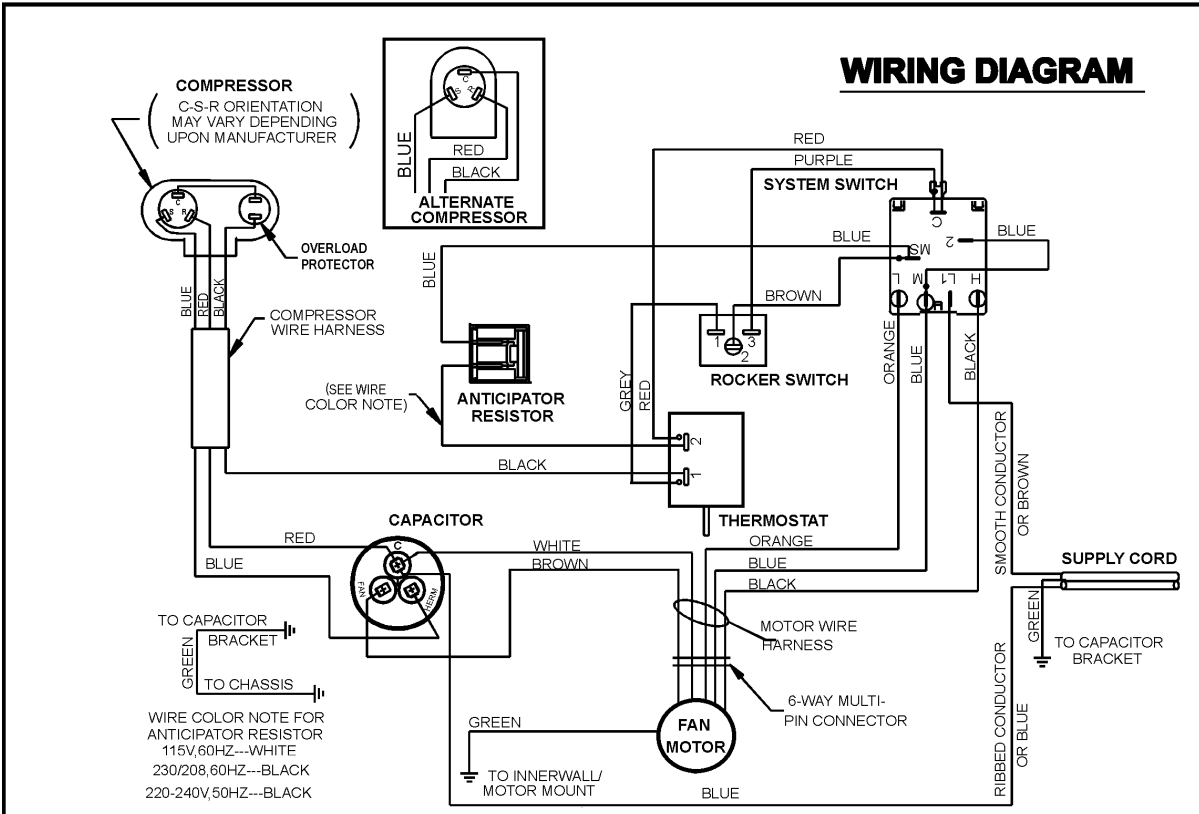 WIRING DIAGRAM
COMPRESSOR
C-S-R ORIENTATION
MAY VARY DEPENDING
UPON MANUFACTURER
C
S
R
OVERLOAD
PROTECTOR
BLUE
RED
BLACK
COMPRESSOR
WIRE HARNESS
C
S
R
BLUE
RED
BLACK
ALTERNATE
COMPRESSOR
RED
PURPLE
SYSTEM SWITCH
C
2
MS
L
M
L1
H
BLUE
BLUE
BLUE
BROWN
1
2
3
ROCKER SWITCH
ORANGE
BLUE
BLACK
ANTICIPATOR
RESISTOR
(SEE WIRE
COLOR NOTE)
GREY
RED
2
1
THERMOSTAT
BLACK
CAPACITOR
C
FAN
HERM
RED
BLUE
WHITE
BROWN
ORANGE
BLUE
BLACK
MOTOR WIRE
HARNESS
6-WAY MULTI-
PIN CONNECTOR
FAN
MOTOR
GREEN
TO INNERWALL/
MOTOR MOUNT
BLUE
SMOOTH CONDUCTOR
OR BROWN
SUPPLY CORD
GREEN
TO CAPACITOR
BRACKET
RIBBED CONDUCTOR
OR BLUE
TO CAPACITOR
BRACKET
GREEN
TO CHASSIS
WIRE COLOR NOTE FOR
ANTICIPATOR RESISTOR
115V,60HZ---WHITE
230/208,60HZ---BLACK
220-240V,50HZ---BLACK